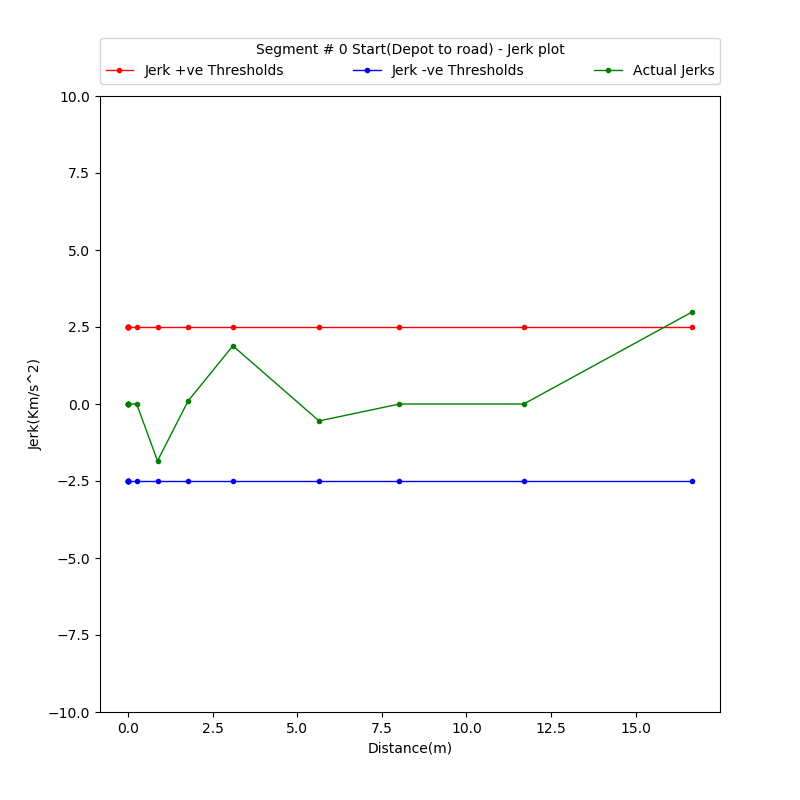 Segment # 0 Start(Depot to road) - Jerk plot
Jerk +ve Thresholds Jerk -ve Thresholds Actual Jerks
10.0
7.5
5.0
2.5
0.0
−2.5
−5.0
−7.5
−10.0
Jerk(Km/s^2)
0.0 2.5 5.0 7.5 10.0 12.5 15.0
Distance(m)